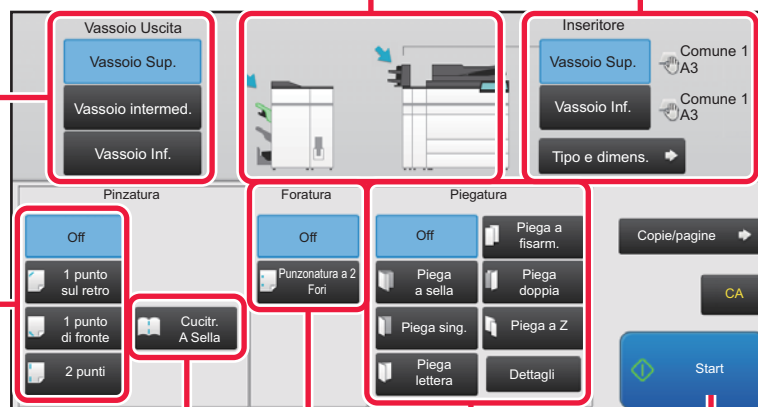 Vassoio Uscita
Vassoio Sup.
Vassoio intermed.
Vassoio Inf.
Inseritore
Vassoio Sup.
Comune 1
A3
Vassoio Inf.
Comune 1
A3
Tipo e dimens.
Pinzatura
Off
1 punto
sul retro
1 punto
di fronte
2 punti
Cucitr.
A Sella
Foratura
Off
Punzonatura a 2
Fori
Piegatura
Off
Piega a
fisarm.
Piega
a sella
Piega
doppia
Piega sing.
Piega a Z
Piega
lettera
Dettagli
Copie/pagine
CA
Start